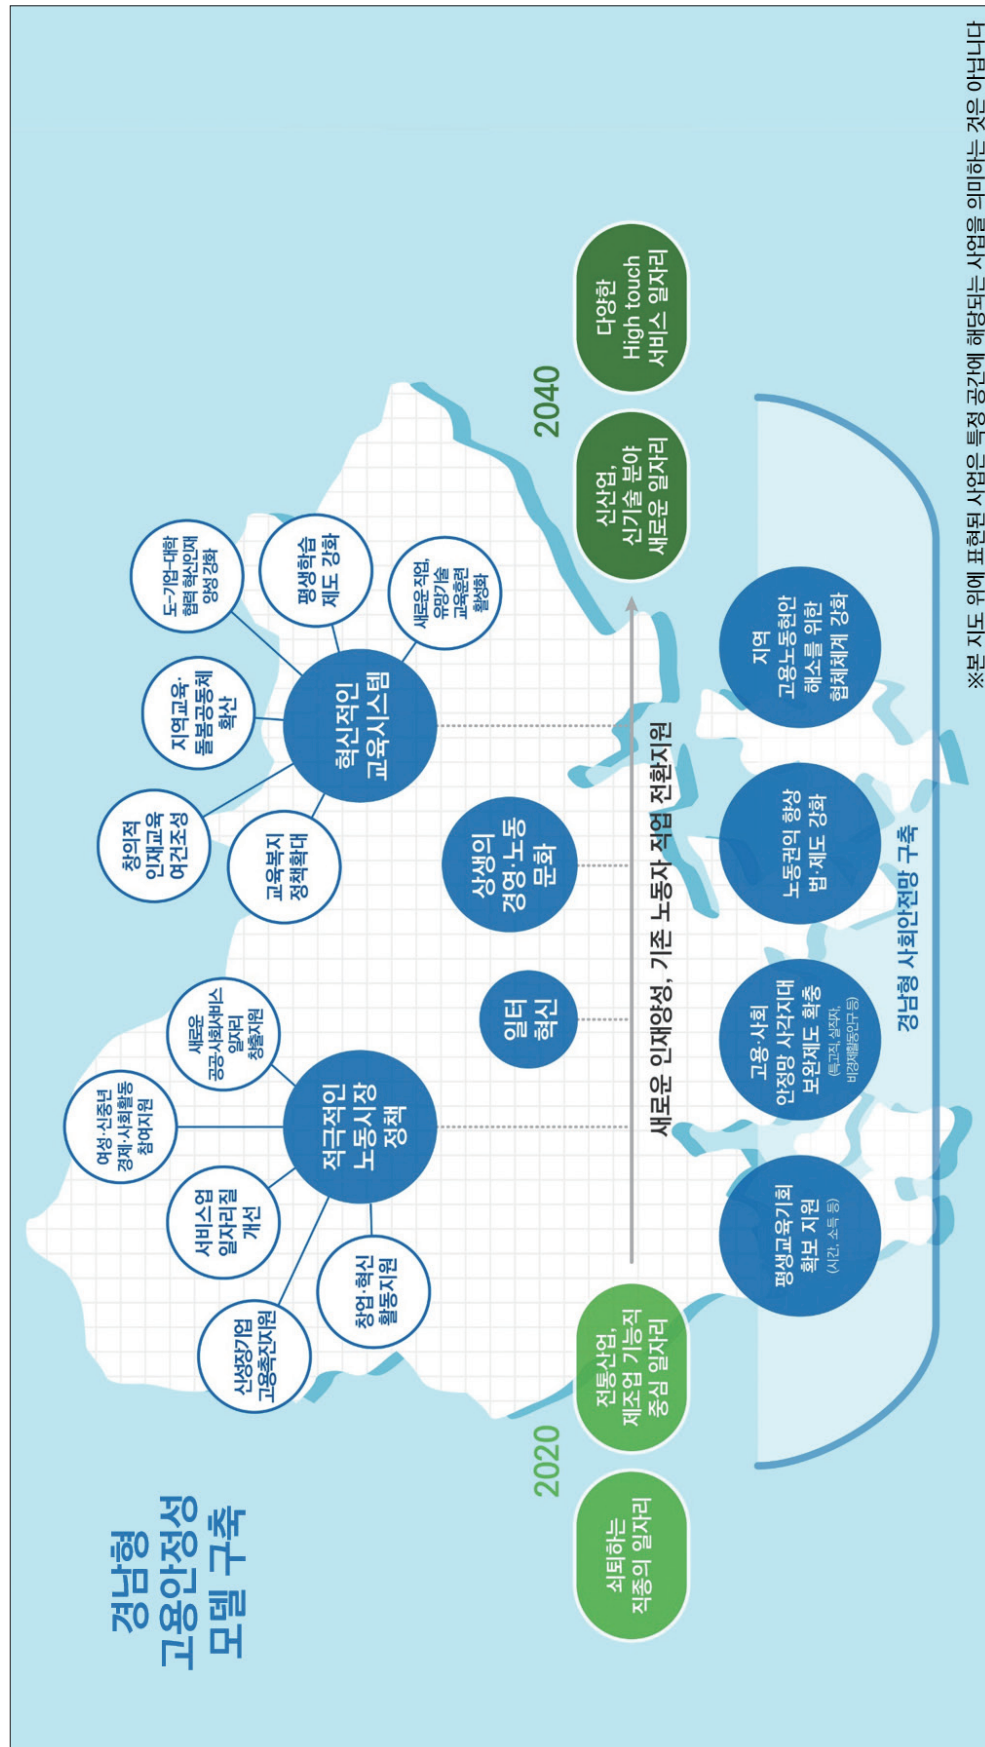 경남형
고용안정성
모델 구축
신성장기업
고용촉진지원
서비스업
일자리질
개선
여성·신중년
경제·사회활동
참여지원
새로운
공공·사회서비스
일자리
창출지원
창업·혁신
활동지원
적극적인
노동시장
정책
창의적
인재교육
여건조성
지역교육·
돌봄공동체
확산
도-기업-대학
협력 혁신인재
양성 강화
교육복지
정책확대
평생학습
제도 강화
새로운 직업,
유망기술
교육훈련
활성화
혁신적인
교육시스템
일터
혁신
상생의
경영·노동
문화
2020
쇠퇴하는
직종의 일자리
전통산업,
제조업 기능직
중심 일자리
새로운 인재양성, 기존 노동자 직업 전환지원
2040
신산업,
신기술 분야
새로운 일자리
다양한
High touch
서비스 일자리
평생교육기회
확보 지원
(시간, 소득 등)
고용·사회
안정망 사각지대
보완제도 확충
(특고직, 실직자,
비경제활동인구 등)
노동권익 향상
법·제도 강화
지역
고용노동현안
해소를 위한
협체체계 강화
경남형 사회안전망 구축
※본 지도 위에 표현된 사업은 특정 공간에 해당되는 사업을 의미하는 것은 아닙니다